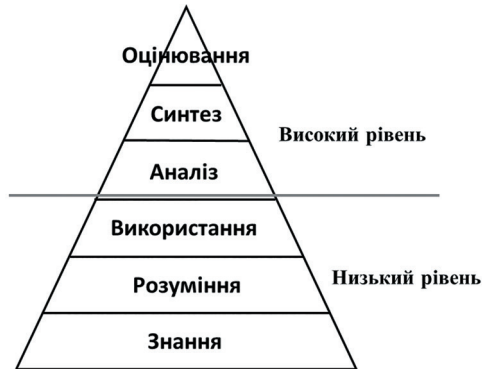 Оцінювання
Синтез
Високий рівень
Аналіз
Використання
Розуміння
Низький рівень
Знання